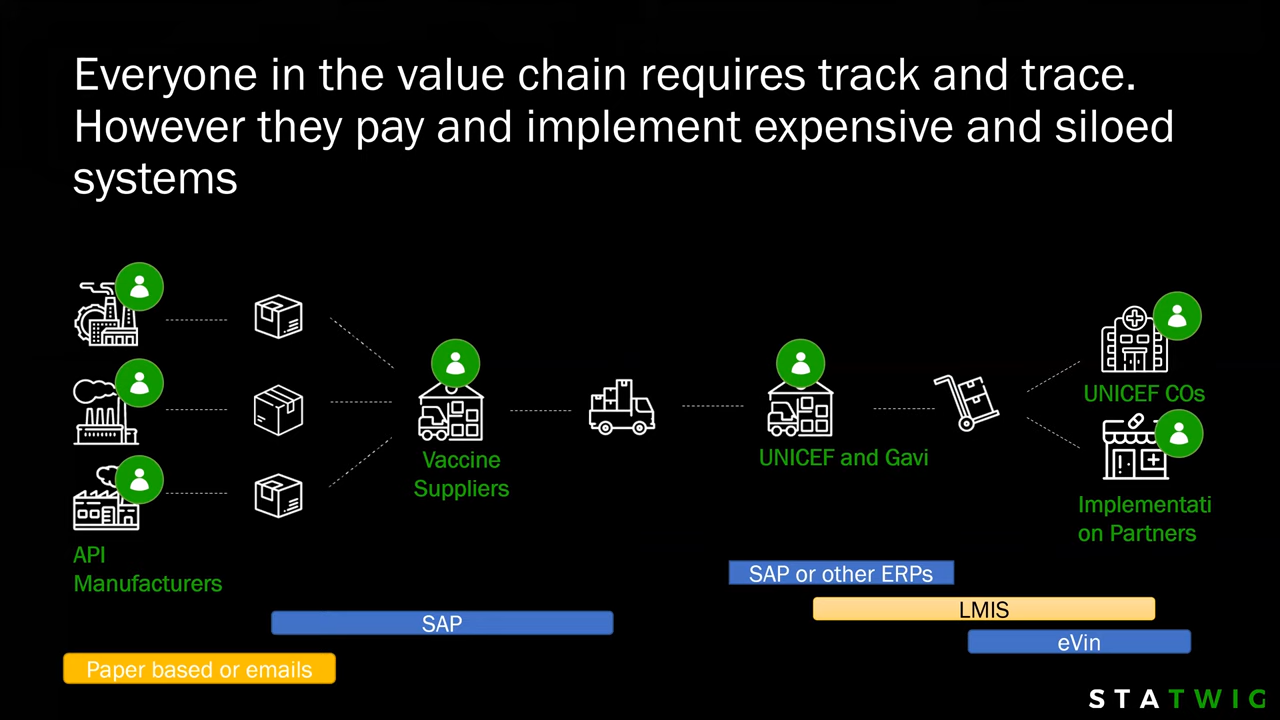 Everyone in the value chain requires track and trace.
However they pay and implement expensive and siloed
systems
Vaccine
Suppliers
UNICEF and Gavi
UNICEF COs
Implementati
on Partners
API
Manufacturers
SAP or other ERPs
LMIS
SAP
eVin
Paper based or emails
STATWIG